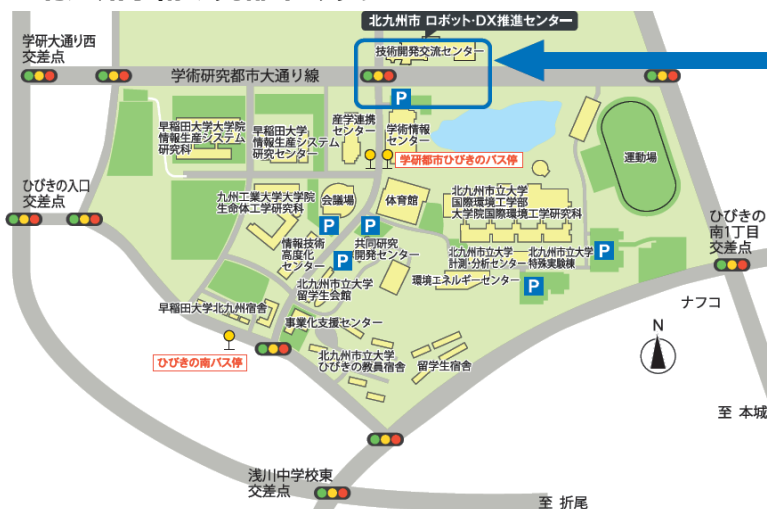 北九州市 ロボット・DX推進センター
技術開発交流センター
学研大通り西
交差点
学術研究都市大通り線
P
早稲田大学大学院
情報生産システム
研究科
早稲田大学
情報生産システム
研究センター
産学連携
センター
学術情報
センター
学研都市ひびきのバス停
運動場
ひびきの入口
交差点
九州工業大学大学院
生命体工学研究科
会議場
体育館
北九州市立大学
国際環境工学部
大学院国際環境工学研究科
ひびきの
南1丁目
交差点
P
P
情報技術
高度化
センター
共同研究
開発センター
P
北九州市立大学
計測・分析センター
北九州市立大学
特殊実験棟
P
北九州市立大学
留学生会館
環境エネルギーセンター
P
ナフコ
早稲田大学北九州宿舎
事業化支援センター
N
ひびきの南バス停
北九州市立大学
ひびきの教員宿舎
留学生宿舎
至 本城
浅川中学校東
交差点
至 折尾